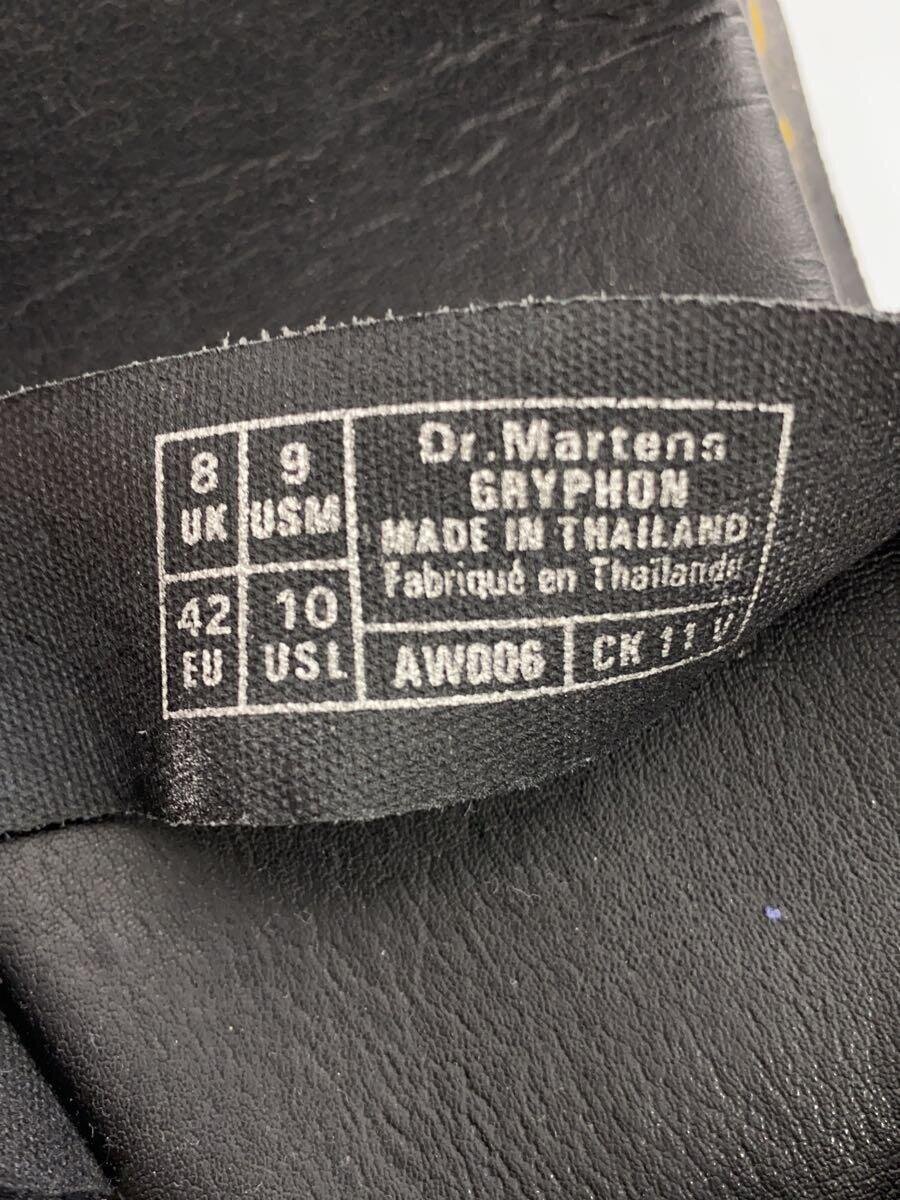 8 UK
9 USM
42 EU
10 USL
Dr.Martens
GRYPHON
MADE IN THAILAND
Fabriqué en Thaïlande
AW006
CK 11 V